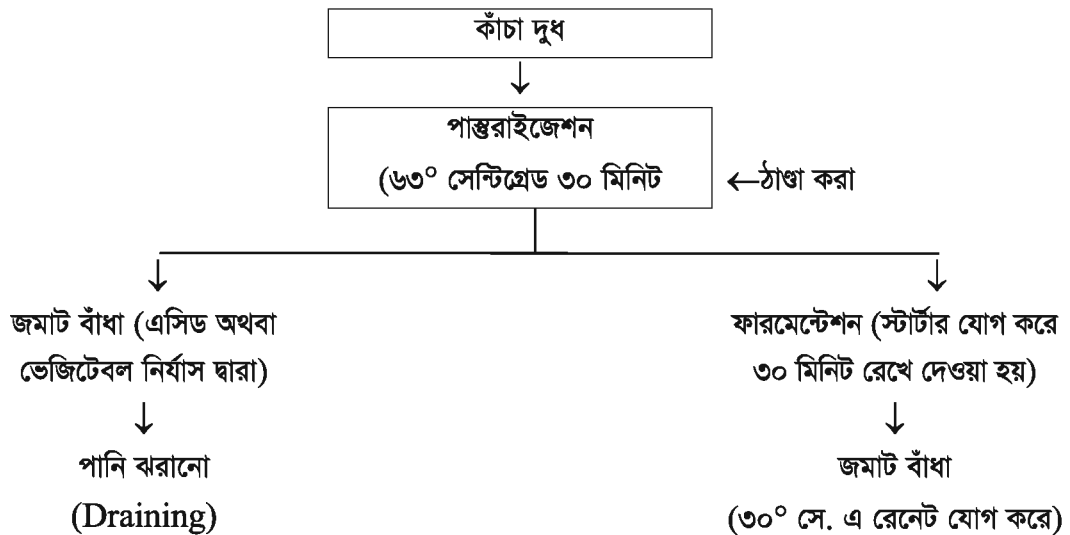 কাঁচা দুধ
↓
পাস্তুরাইজেশন
(৬৩° সেন্টিগ্রেড ৩০ মিনিট
←ঠাণ্ডা করা
জমাট বাঁধা (এসিড অথবা
ভেজিটেবল নির্যাস দ্বারা)
↓
পানি ঝরানো
(Draining)
ফারমেন্টেশন (স্টার্টার যোগ করে
৩০ মিনিট রেখে দেওয়া হয়)
↓
জমাট বাঁধা
(৩০° সে. এ রেনেট যোগ করে)